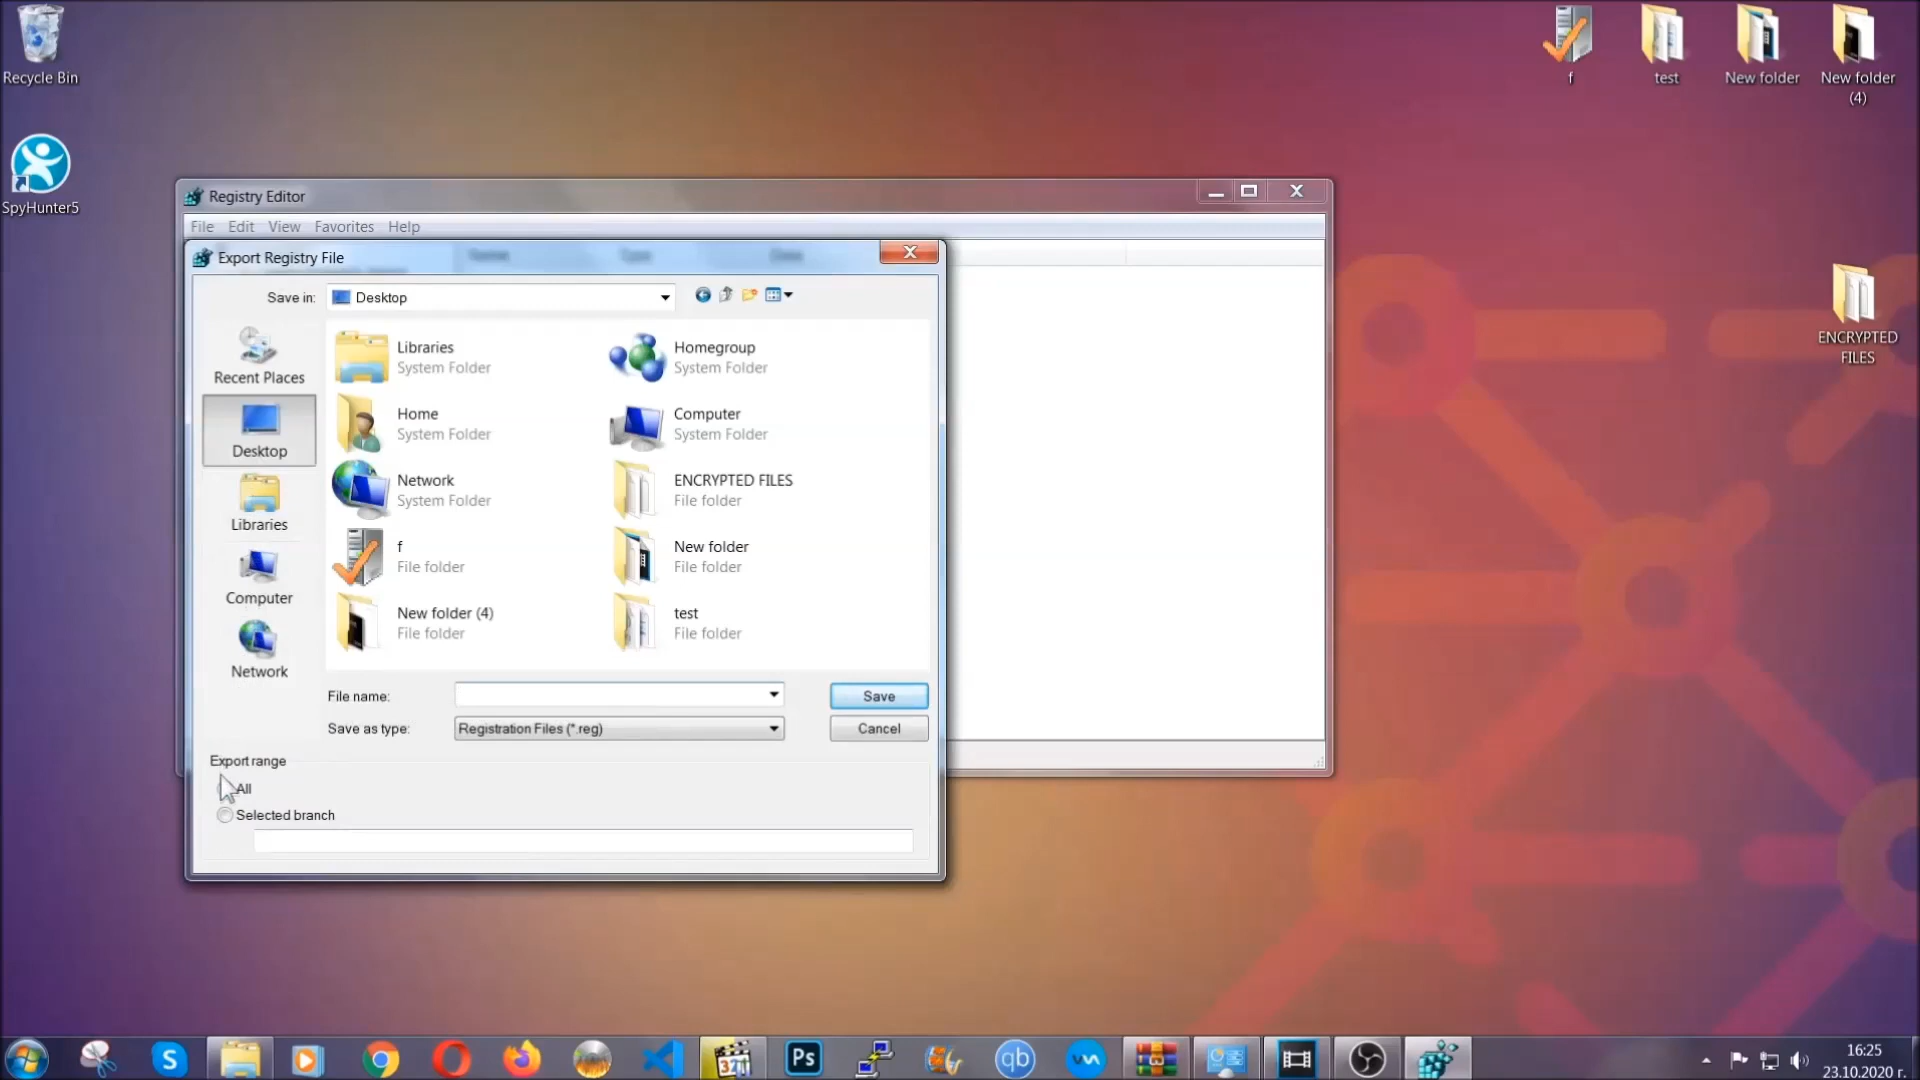 Recycle Bin
SpyHunter5
f
test
New folder
New folder
(4)
ENCRYPTED
FILES
Registry Editor
File Edit View Favorites Help
Export Registry File
Save in:
Desktop
Recent Places
Desktop
Libraries
Computer
Network
Libraries
System Folder
Homegroup
System Folder
Home
System Folder
Computer
System Folder
Network
System Folder
ENCRYPTED FILES
File folder
f
File folder
New folder
File folder
New folder (4)
File folder
test
File folder
File name:
Save
Save as type:
Registration Files (*.reg)
Cancel
Export range
All
Selected branch
S
321
Ps
qb
16:25
23.10.2020 г.